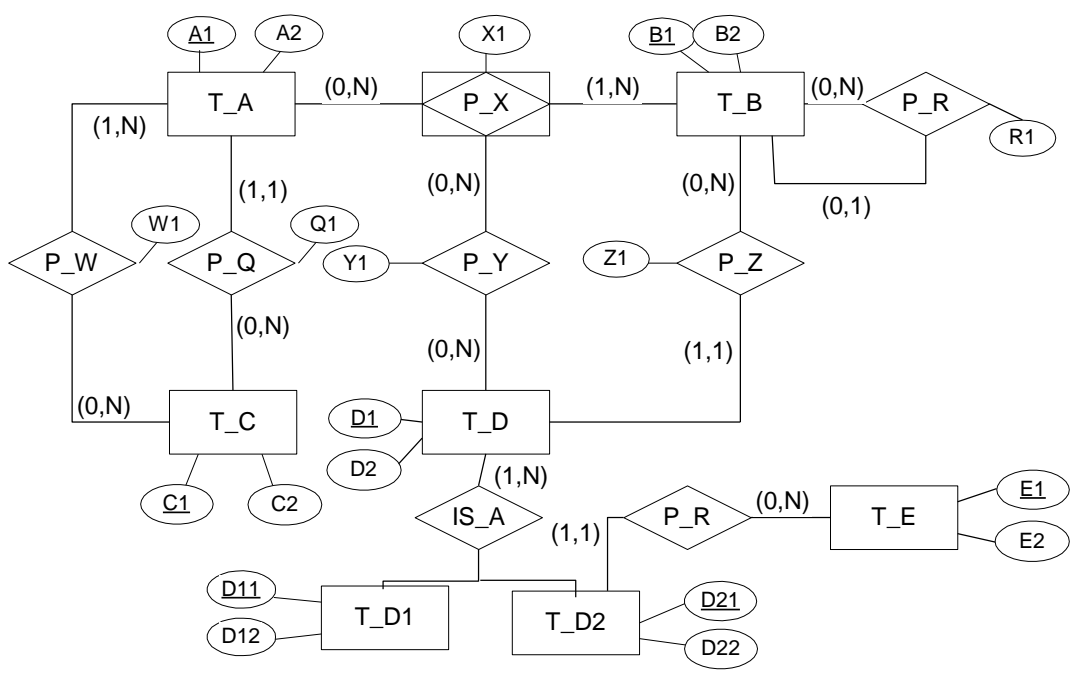 A1
A2
X1
B1
B2
T_A
(0,N)
P_X
(1,N)
T_B
(0,N)
P_R
R1
(1,N)
(1,1)
(0,N)
(0,N)
(0,1)
W1
Q1
P_W
P_Q
Y1
P_Y
Z1
P_Z
(0,N)
(0,N)
(1,1)
(0,N)
T_C
D1
T_D
D2
C1
C2
(1,N)
IS_A
(1,1)
P_R
(0,N)
T_E
E1
E2
D11
D12
T_D1
T_D2
D21
D22